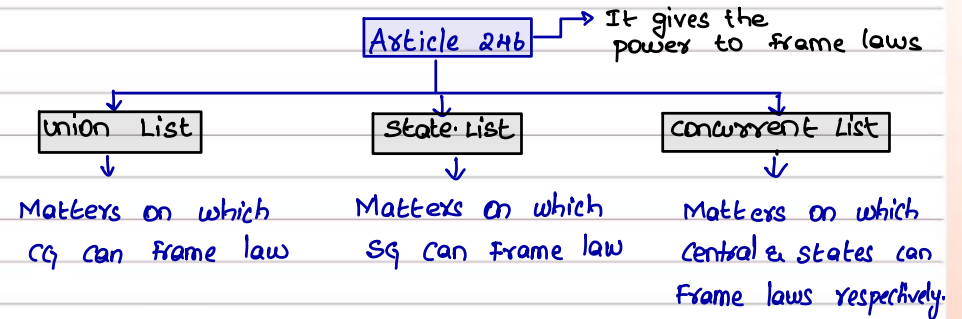 Article 246
It gives the
power to frame laws
Union List
State List
Concurrent List
Matters on which
CG can frame law
Matters on which
SG can frame law
Matters on which
Central & states can
Frame laws respectively.